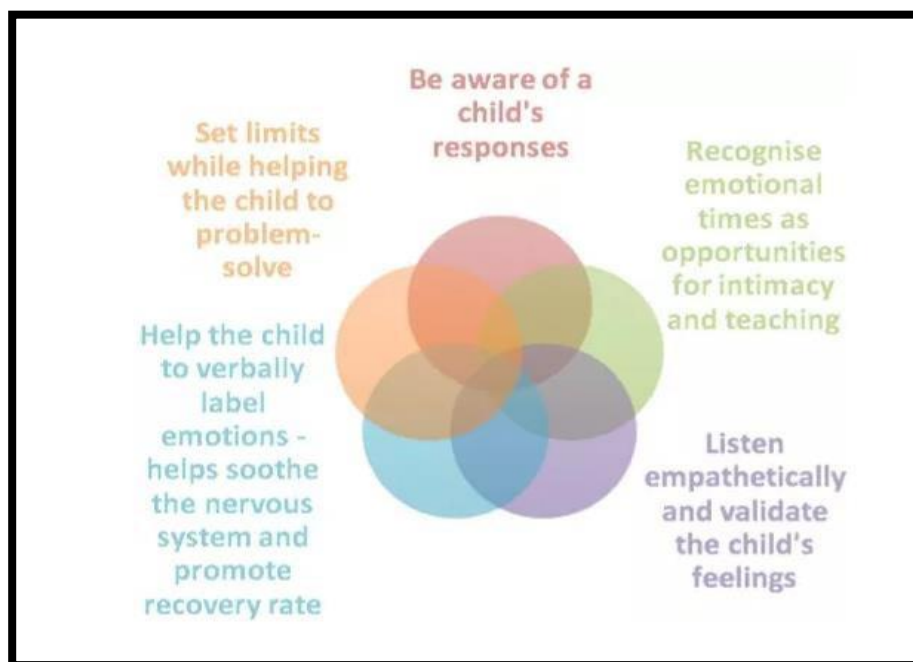 Be aware of a
child's
responses
Recognise
emotional
times as
opportunities
for intimacy
and teaching
Listen
empathetically
and validate
the child's
feelings
Help the child
to verbally
label
emotions -
helps soothe
the nervous
system and
promote
recovery rate
Set limits
while helping
the child to
problem-
solve